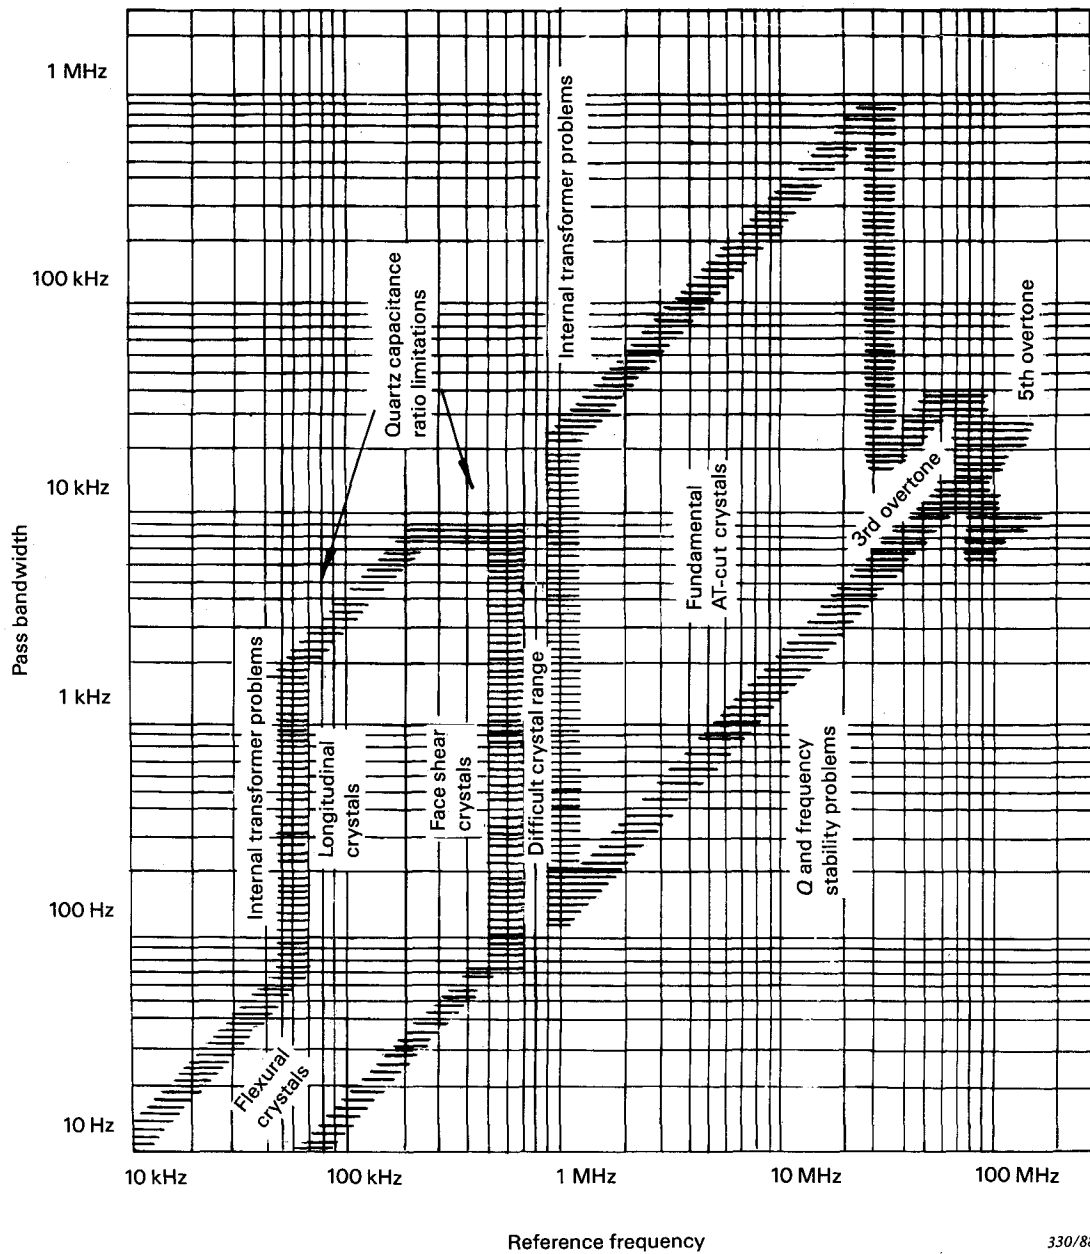 1 MHz
100 kHz
10 kHz
1 kHz
100 Hz
10 Hz
Pass bandwidth
Internal transformer problems
Quartz capacitance
ratio limitations
Internal transformer problems
Longitudinal
crystals
Face shear
crystals
Difficult crystal range
Flexural
crystals
Fundamental
AT-cut crystals
3rd overtone
5th overtone
Q and frequency
stability problems
10 kHz
100 kHz
1 MHz
10 MHz
100 MHz
Reference frequency